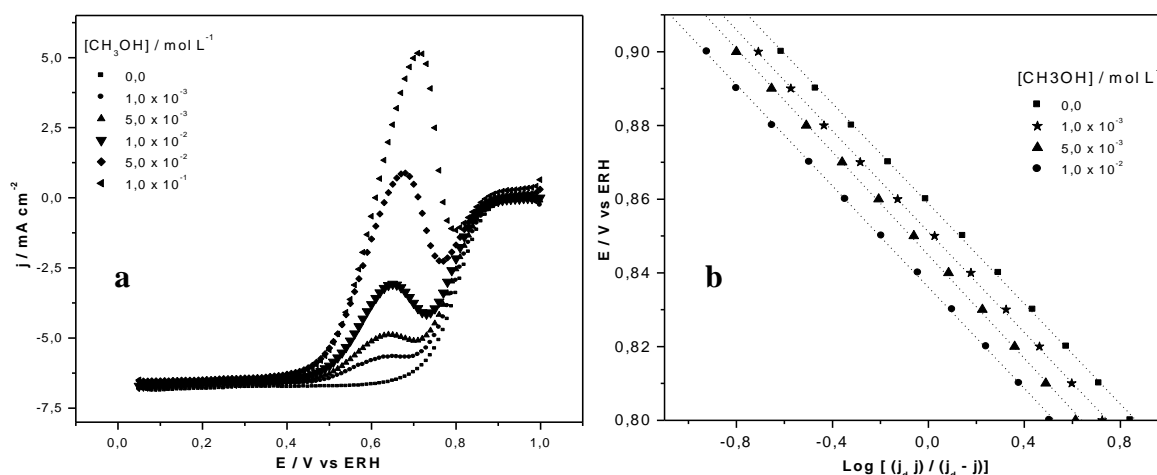 [CH₃OH] / mol L⁻¹
0,0
1,0 x 10⁻³
5,0 x 10⁻³
1,0 x 10⁻²
5,0 x 10⁻²
1,0 x 10⁻¹
5,0
2,5
0,0
-2,5
-5,0
-7,5
j / mA cm⁻²
a
0,0 0,2 0,4 0,6 0,8 1,0
E / V vs ERH
0,90
0,88
0,86
0,84
0,82
0,80
E / V vs ERH
[CH3OH] / mol L⁻
0,0
1,0 x 10⁻³
5,0 x 10⁻³
1,0 x 10⁻²
b
-0,8 -0,4 0,0 0,4 0,8
Log [ (j_d j) / (j_d - j)]